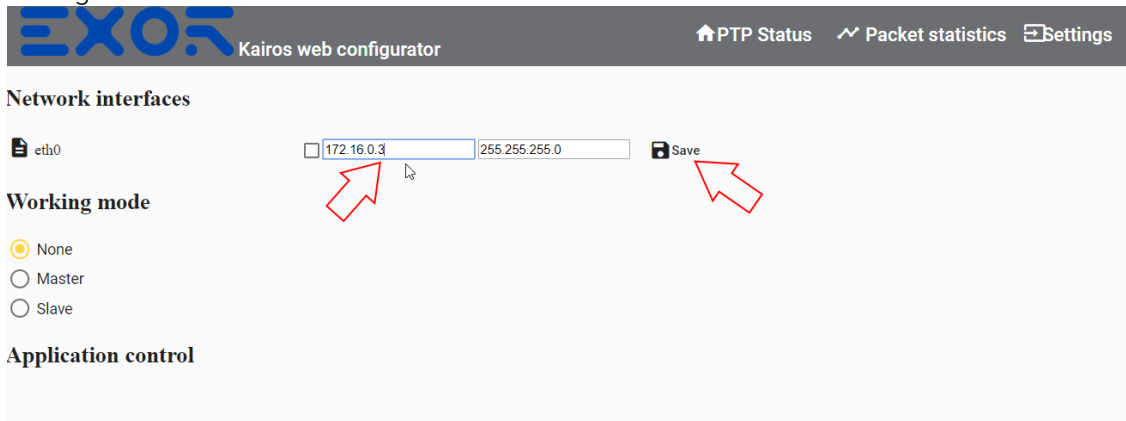 EXOR Kairos web configurator PTP Status Packet statistics Settings
Network interfaces
eth0 172.16.0.3 255.255.255.0 Save
Working mode
None
Master
Slave
Application control